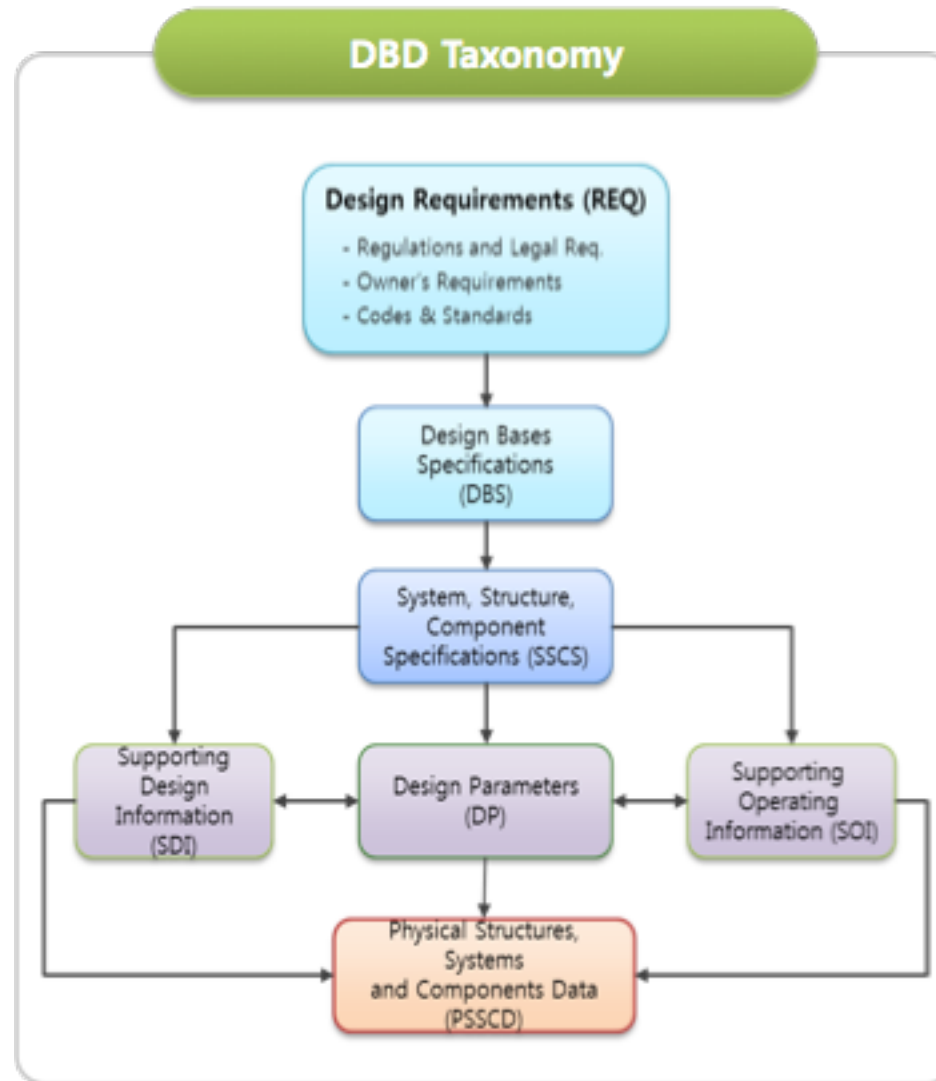 DBD Taxonomy
Design Requirements (REQ)
- Regulations and Legal Req.
- Owner's Requirements
- Codes & Standards
Design Bases
Specifications
(DBS)
System, Structure,
Component
Specifications (SSCS)
Supporting
Design
Information
(SDI)
Design Parameters
(DP)
Supporting
Operating
Information (SOI)
Physical Structures,
Systems
and Components Data
(PSSCD)